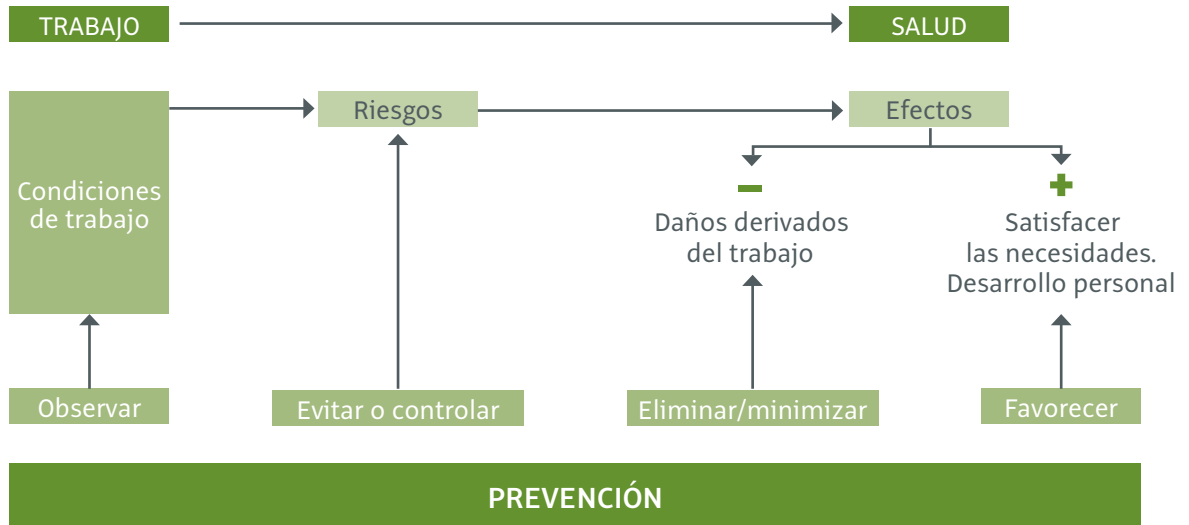 TRABAJO
SALUD
Riesgos
Efectos
Condiciones
de trabajo
Daños derivados
del trabajo
Satisfacer
las necesidades.
Desarrollo personal
Observar
Evitar o controlar
Eliminar/minimizar
Favorecer
PREVENCIÓN